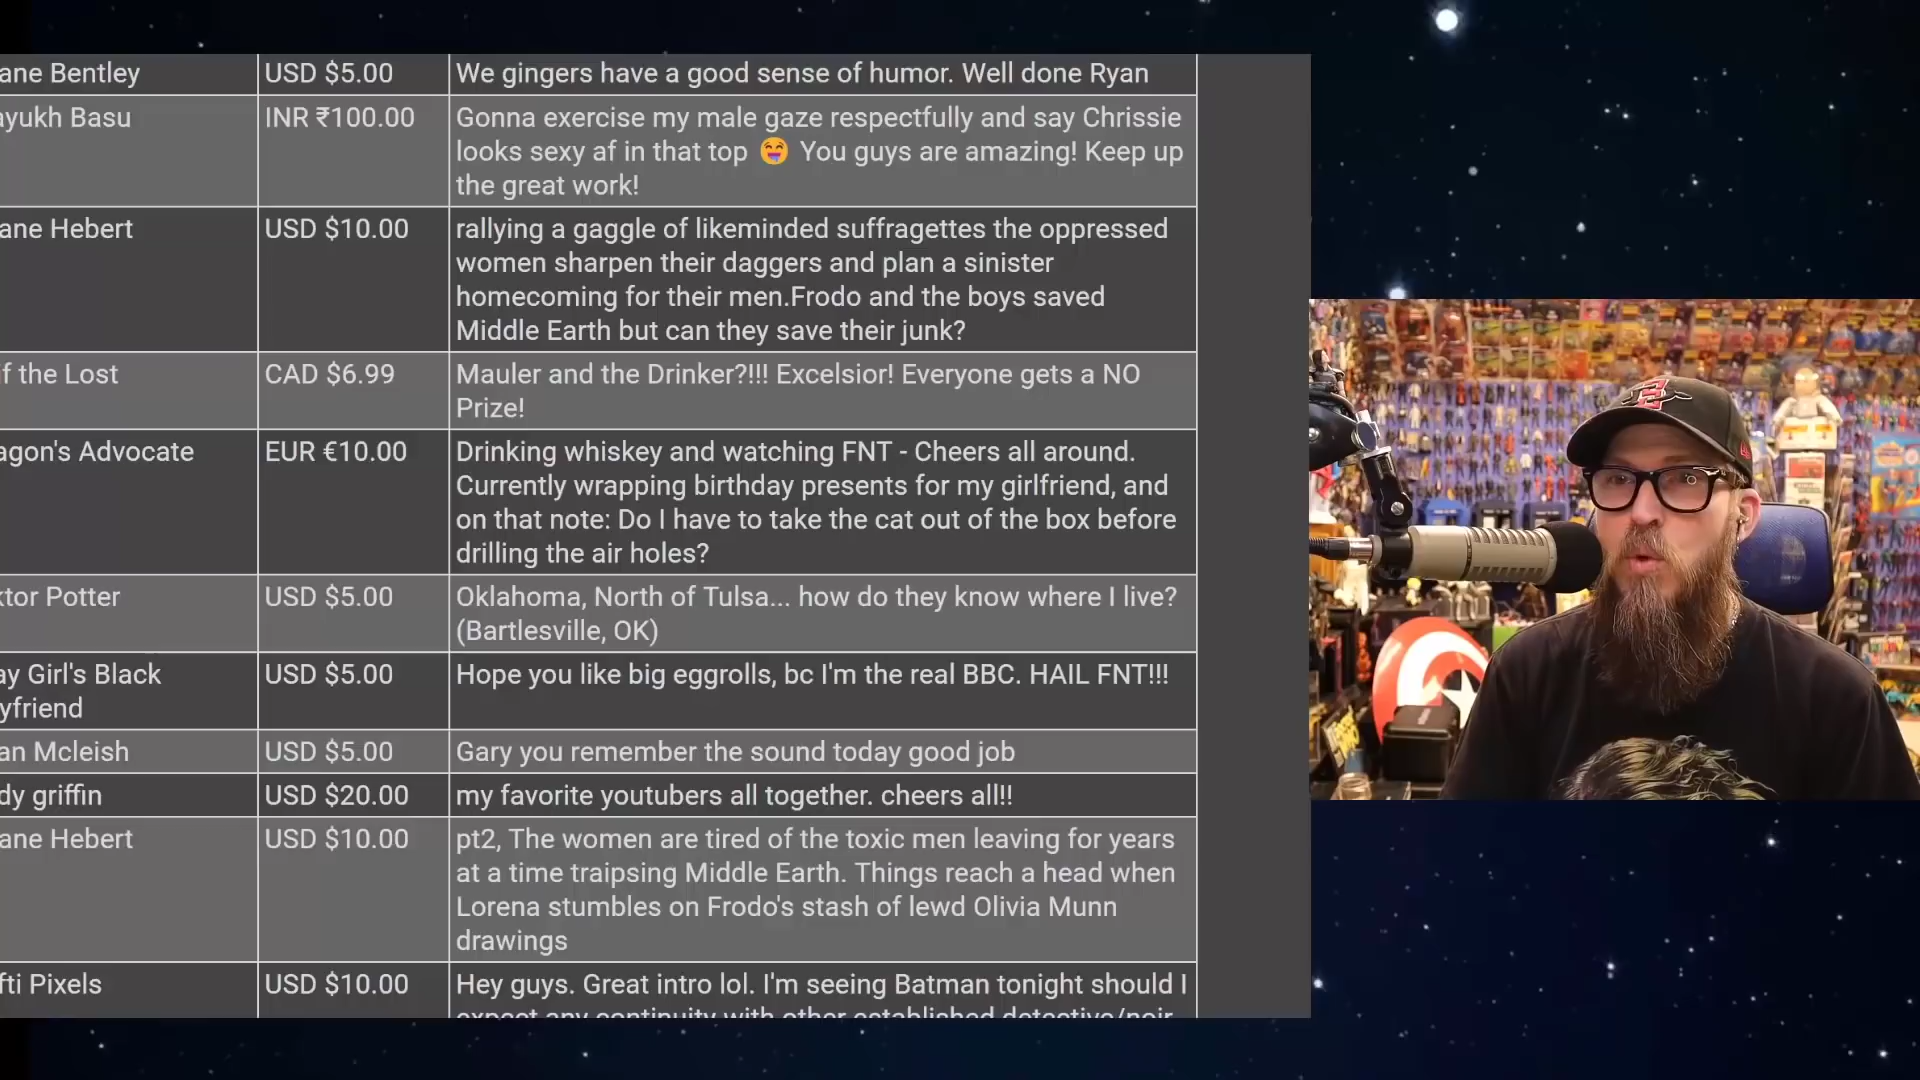 ane Bentley USD $5.00 We gingers have a good sense of humor. Well done Ryan
ayukh Basu INR ₹100.00 Gonna exercise my male gaze respectfully and say Chrissie
looks sexy af in that top 😝 You guys are amazing! Keep up
the great work!
ane Hebert USD $10.00 rallying a gaggle of likeminded suffragettes the oppressed
women sharpen their daggers and plan a sinister
homecoming for their men.Frodo and the boys saved
Middle Earth but can they save their junk?
f the Lost CAD $6.99 Mauler and the Drinker?!!! Excelsior! Everyone gets a NO
Prize!
agon's Advocate EUR €10.00 Drinking whiskey and watching FNT - Cheers all around.
Currently wrapping birthday presents for my girlfriend, and
on that note: Do I have to take the cat out of the box before
drilling the air holes?
ktor Potter USD $5.00 Oklahoma, North of Tulsa... how do they know where I live?
(Bartlesville, OK)
ay Girl's Black USD $5.00 Hope you like big eggrolls, bc I'm the real BBC. HAIL FNT!!!
yfriend
an Mcleish USD $5.00 Gary you remember the sound today good job
dy griffin USD $20.00 my favorite youtubers all together. cheers all!!
ane Hebert USD $10.00 pt2, The women are tired of the toxic men leaving for years
at a time traipsing Middle Earth. Things reach a head when
Lorena stumbles on Frodo's stash of lewd Olivia Munn
drawings
fti Pixels USD $10.00 Hey guys. Great intro lol. I'm seeing Batman tonight should I
expect any continuity with other established detective/noir